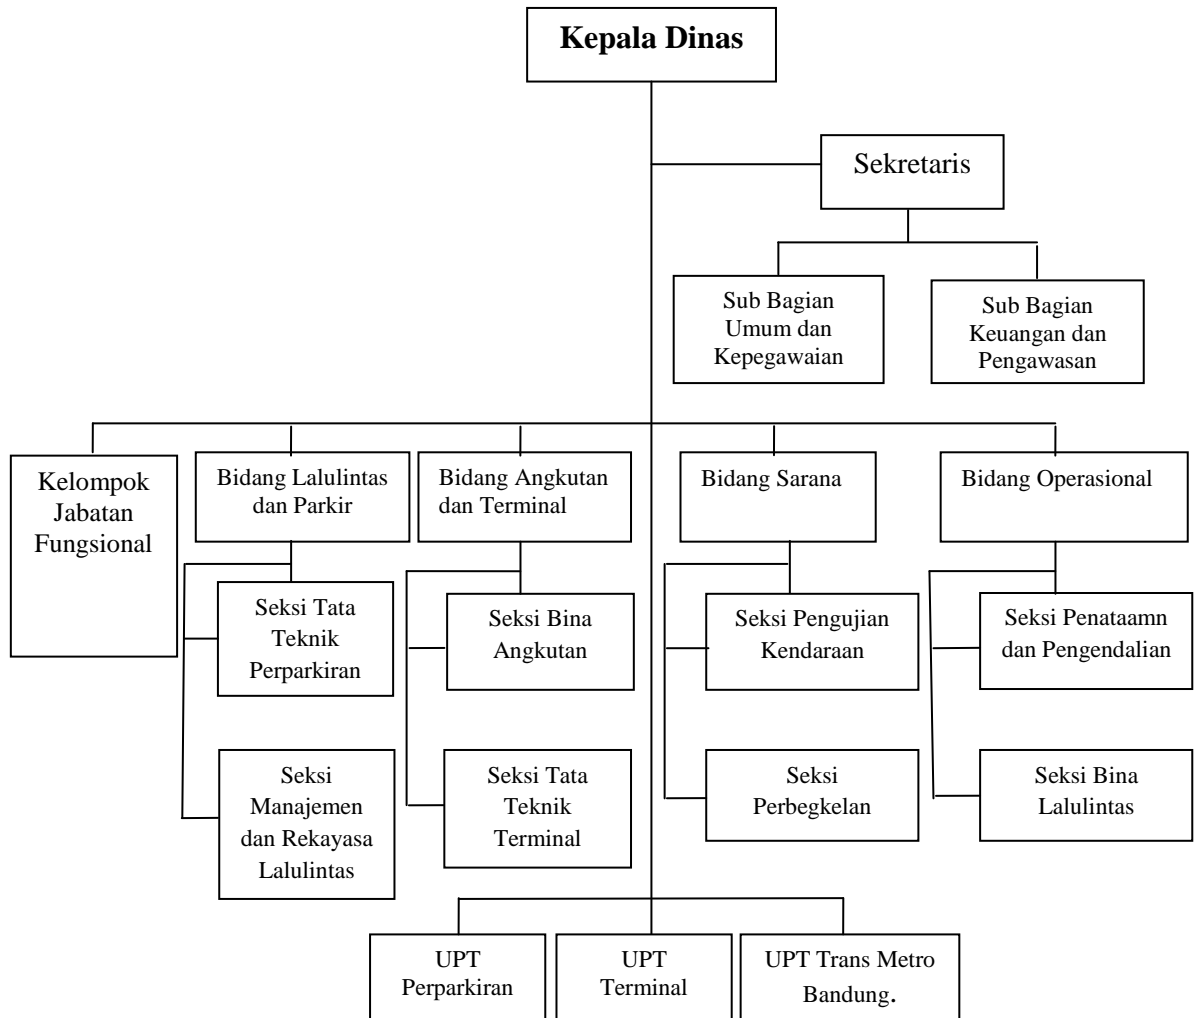 Kepala Dinas
Sekretaris
Sub Bagian
Umum dan
Kepegawaian
Sub Bagian
Keuangan dan
Pengawasan
Kelompok
Jabatan
Fungsional
Bidang Lalulintas
dan Parkir
Bidang Angkutan
dan Terminal
Bidang Sarana
Bidang Operasional
Seksi Tata
Teknik
Perparkiran
Seksi Bina
Angkutan
Seksi Pengujian
Kendaraan
Seksi Penataamn
dan Pengendalian
Seksi
Manajemen
dan Rekayasa
Lalulintas
Seksi Tata
Teknik
Terminal
Seksi
Perbegkelan
Seksi Bina
Lalulintas
UPT
Perparkiran
UPT
Terminal
UPT Trans Metro
Bandung.